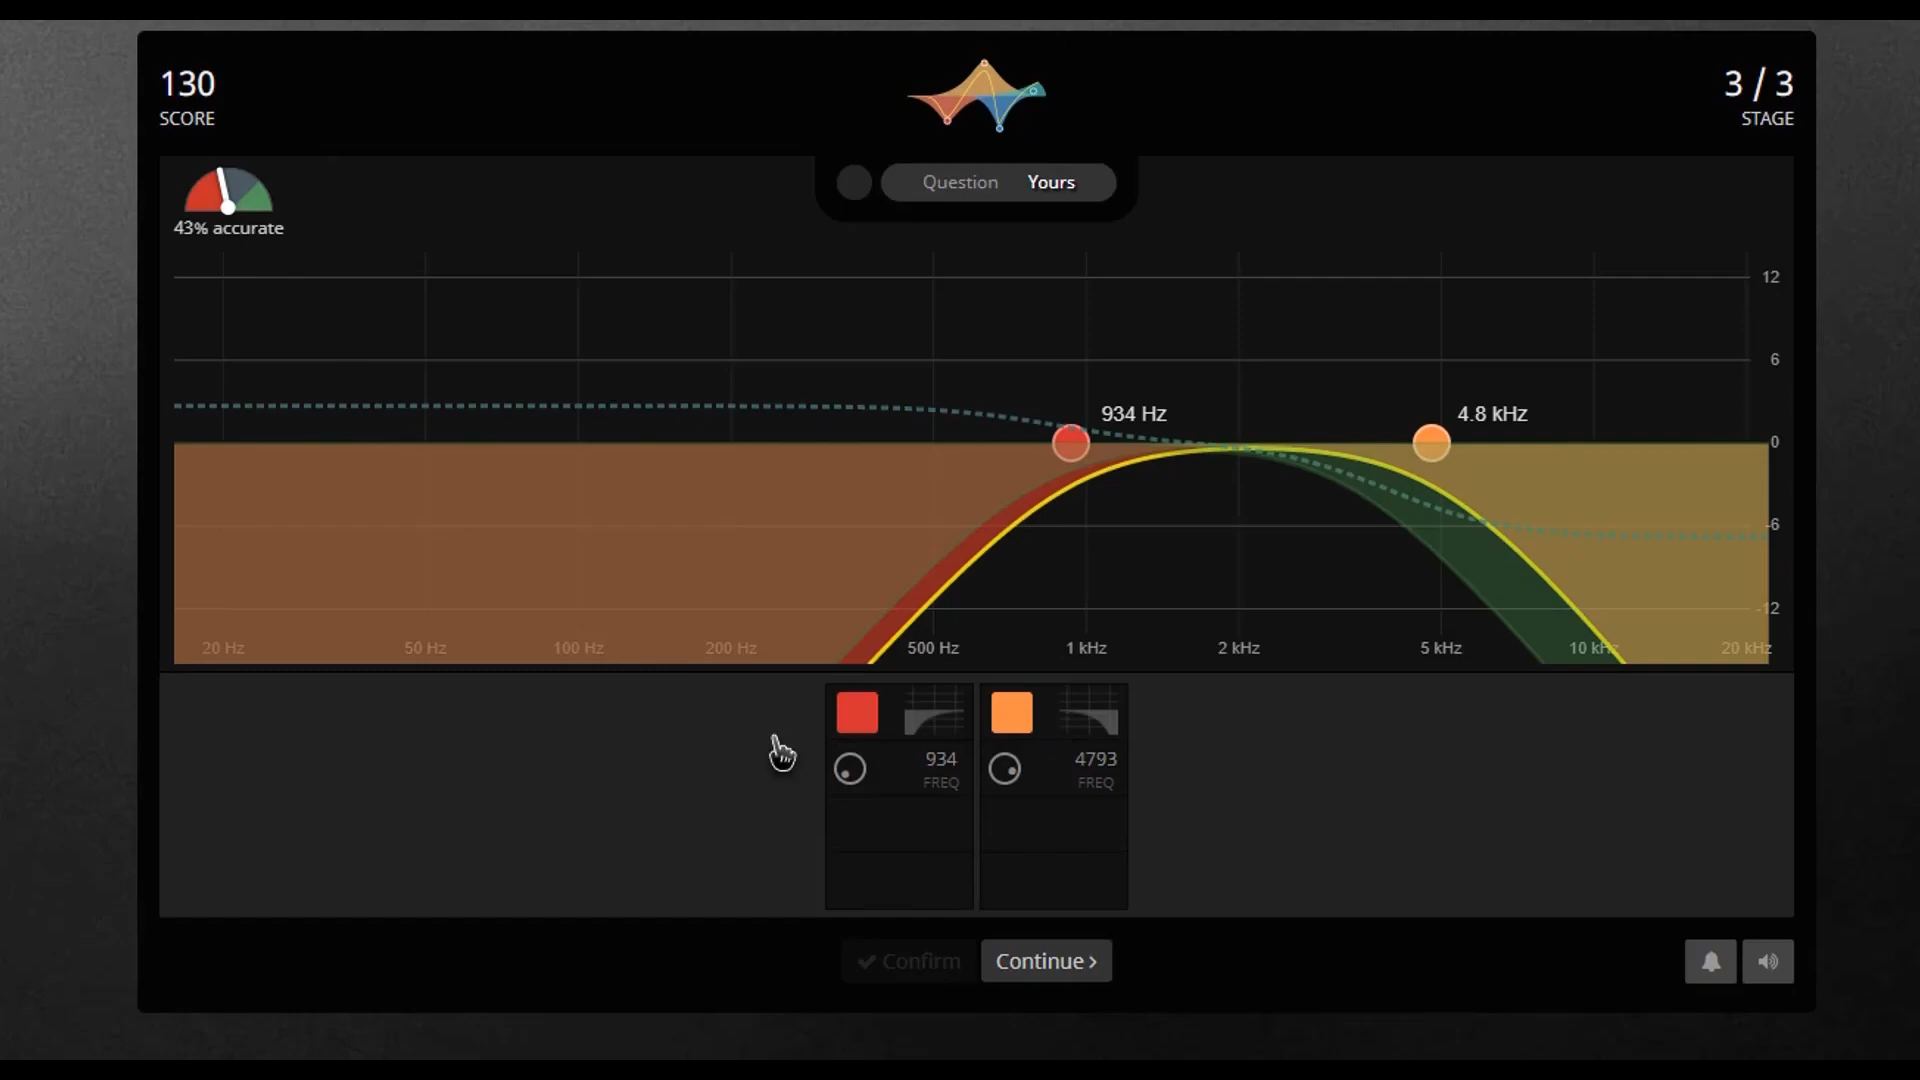 130
SCORE
3 / 3
STAGE
Question Yours
43% accurate
12
6
934 Hz
4.8 kHz
0
-6
-12
20 Hz 50 Hz 100 Hz 200 Hz 500 Hz 1 kHz 2 kHz 5 kHz 10 kHz 20 kHz
934
FREQ
4793
FREQ
Confirm
Continue ›